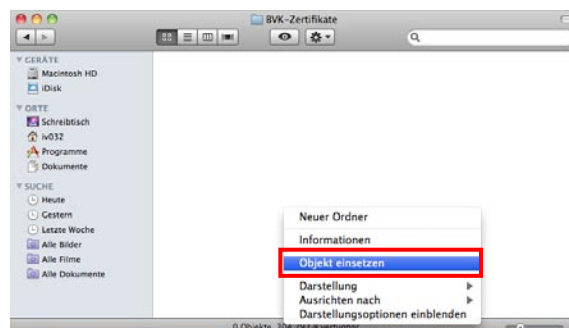 BVK-Zertifikate
GERÄTE
Macintosh HD
iDisk
ORTE
Schreibtisch
iv032
Programme
Dokumente
SUCHE
Heute
Gestern
Letzte Woche
Alle Bilder
Alle Filme
Alle Dokumente
Neuer Ordner
Informationen
Objekt einsetzen
Darstellung
Ausrichten nach
Darstellungsoptionen einblenden
0 Objekte,